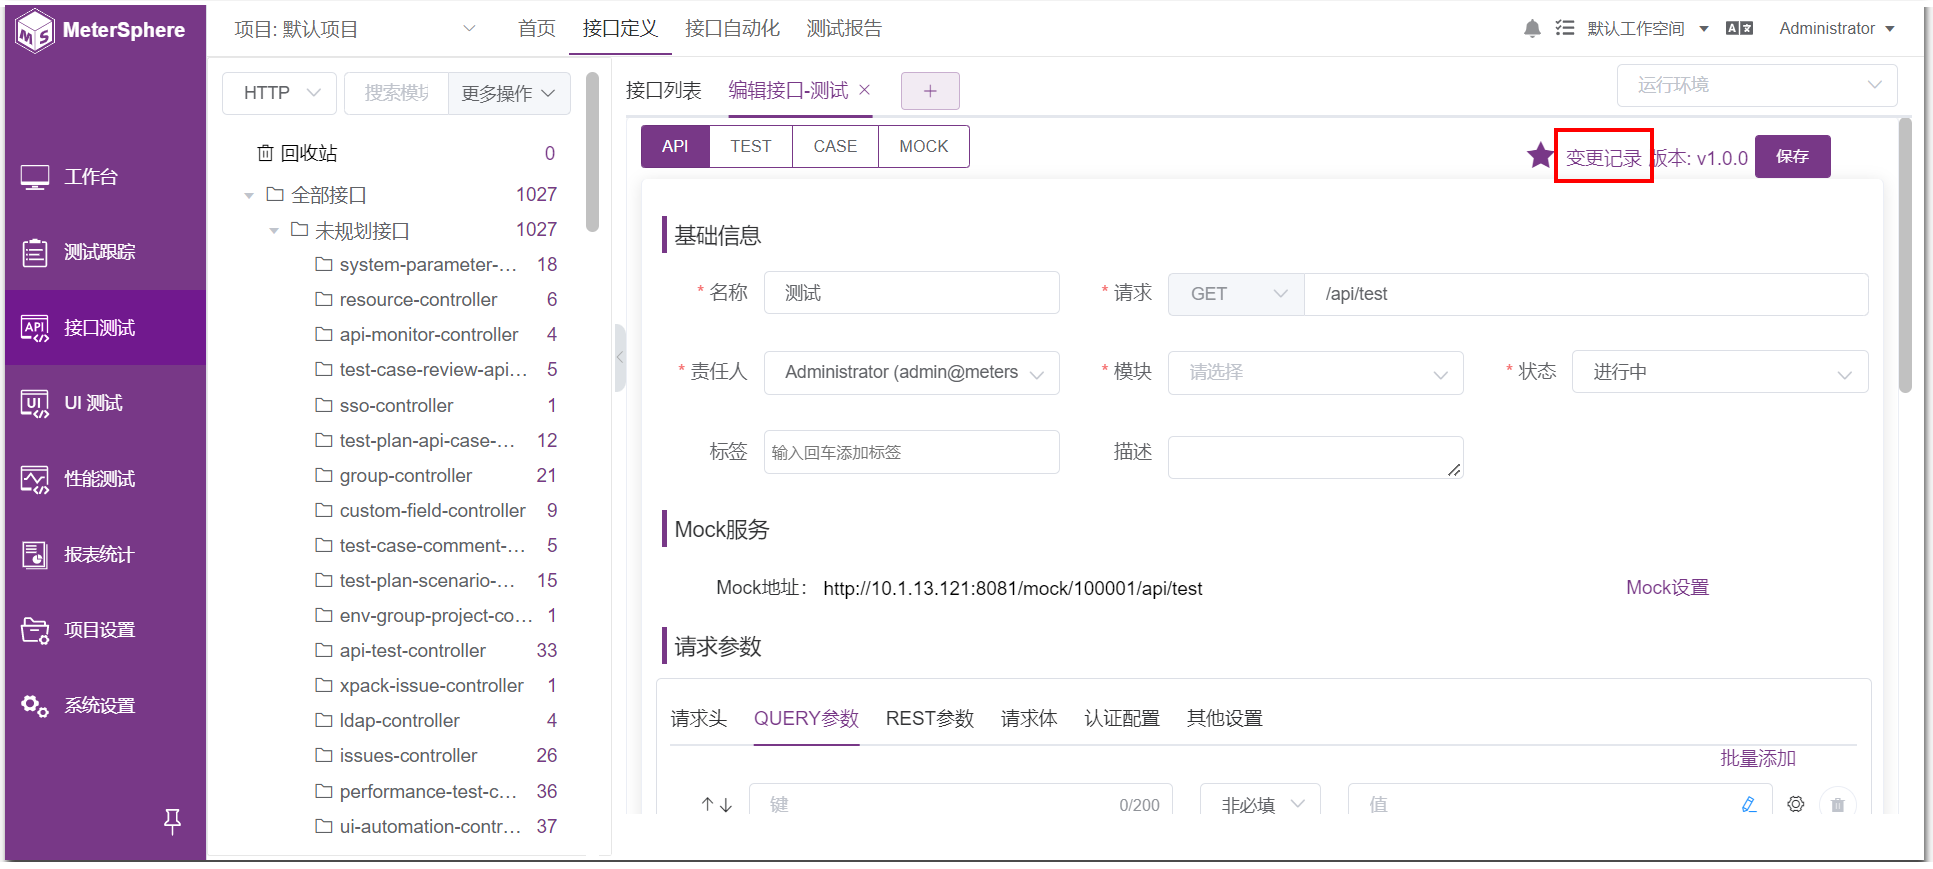 MeterSphere
项目: 默认项目
首页
接口定义
接口自动化
测试报告
默认工作空间
Administrator
工作台
测试跟踪
接口测试
UI 测试
性能测试
报表统计
项目设置
系统设置
HTTP
搜索模块
更多操作
回收站 0
全部接口 1027
未规划接口 1027
system-parameter-... 18
resource-controller 6
api-monitor-controller 4
test-case-review-api... 5
sso-controller 1
test-plan-api-case-... 12
group-controller 21
custom-field-controller 9
test-case-comment-... 5
test-plan-scenario-... 15
env-group-project-co... 1
api-test-controller 33
xpack-issue-controller 1
ldap-controller 4
issues-controller 26
performance-test-c... 36
ui-automation-contr... 37
接口列表
编辑接口-测试
运行环境
API
TEST
CASE
MOCK
变更记录
版本: v1.0.0
保存
基础信息
* 名称 测试
* 请求 GET /api/test
* 责任人 Administrator (admin@meters
* 模块 请选择
* 状态 进行中
标签 输入回车添加标签
描述
Mock服务
Mock地址： http://10.1.13.121:8081/mock/100001/api/test
Mock设置
请求参数
请求头
QUERY参数
REST参数
请求体
认证配置
其他设置
批量添加
键 0/200
非必填
值